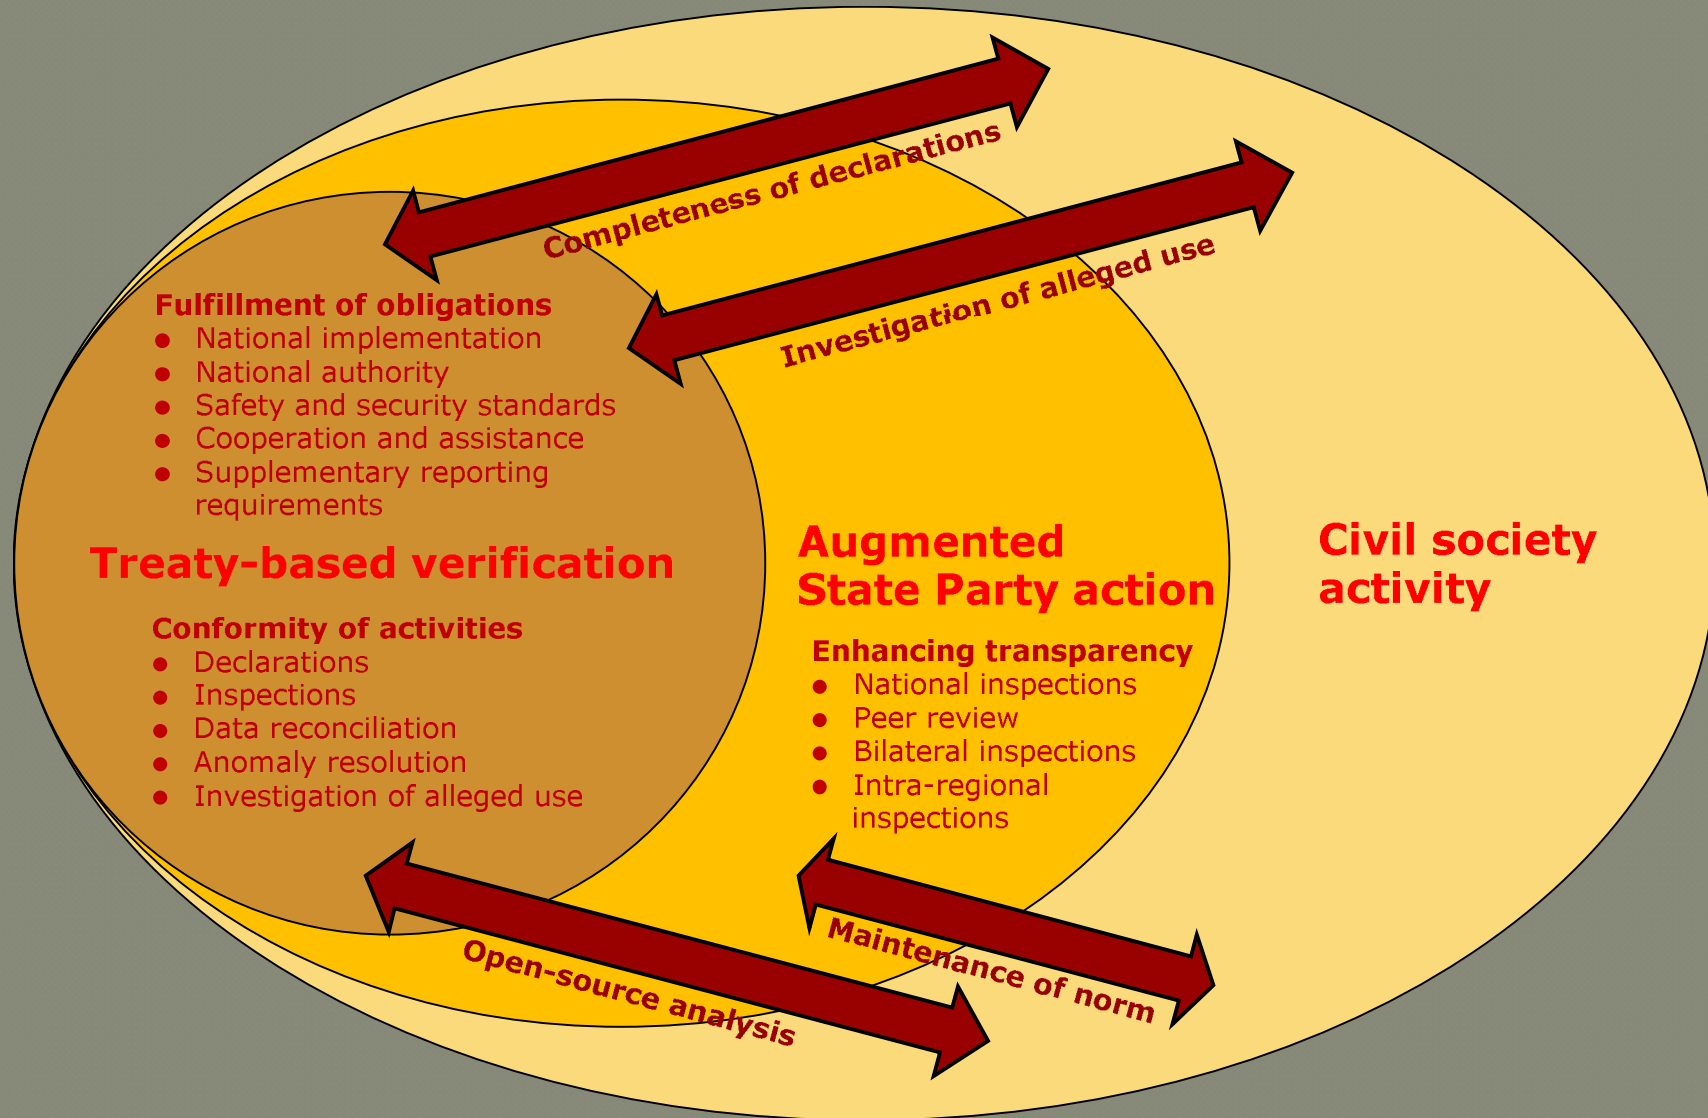 Completeness of declarations
Investigation of alleged use
Fulfillment of obligations
● National implementation
● National authority
● Safety and security standards
● Cooperation and assistance
● Supplementary reporting
requirements
Treaty-based verification
Conformity of activities
● Declarations
● Inspections
● Data reconciliation
● Anomaly resolution
● Investigation of alleged use
Augmented
State Party action
Enhancing transparency
● National inspections
● Peer review
● Bilateral inspections
● Intra-regional
inspections
Civil society
activity
Open-source analysis
Maintenance of norm